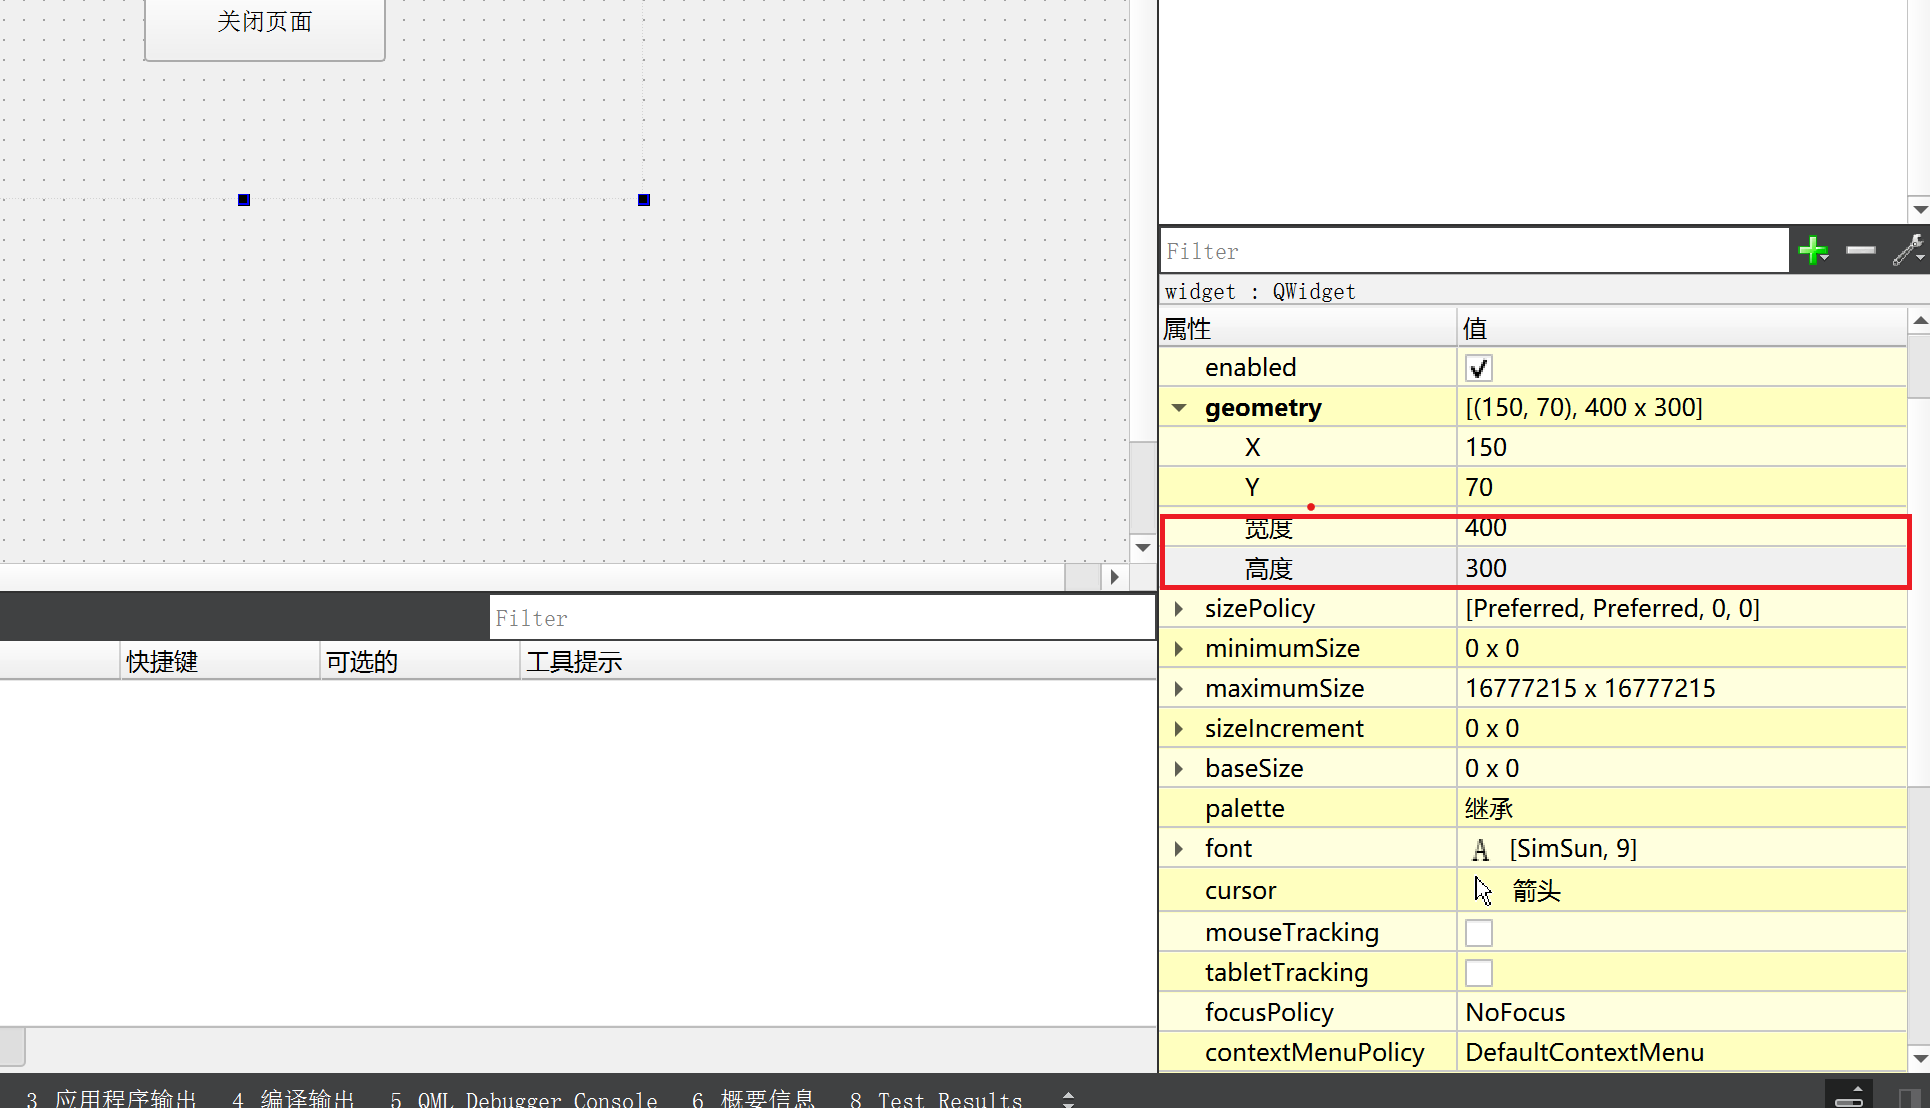 关闭页面
Filter
widget : QWidget
属性 值
enabled
geometry [(150, 70), 400 x 300]
X 150
Y 70
宽度 400
高度 300
sizePolicy [Preferred, Preferred, 0, 0]
minimumSize 0 x 0
maximumSize 16777215 x 16777215
sizeIncrement 0 x 0
baseSize 0 x 0
palette 继承
font A [SimSun, 9]
cursor 箭头
mouseTracking
tabletTracking
focusPolicy NoFocus
contextMenuPolicy DefaultContextMenu
Filter
快捷键 可选的 工具提示
3 应用程序输出 4 编译输出 5 QML Debugger Console 6 概要信息 8 Test Results